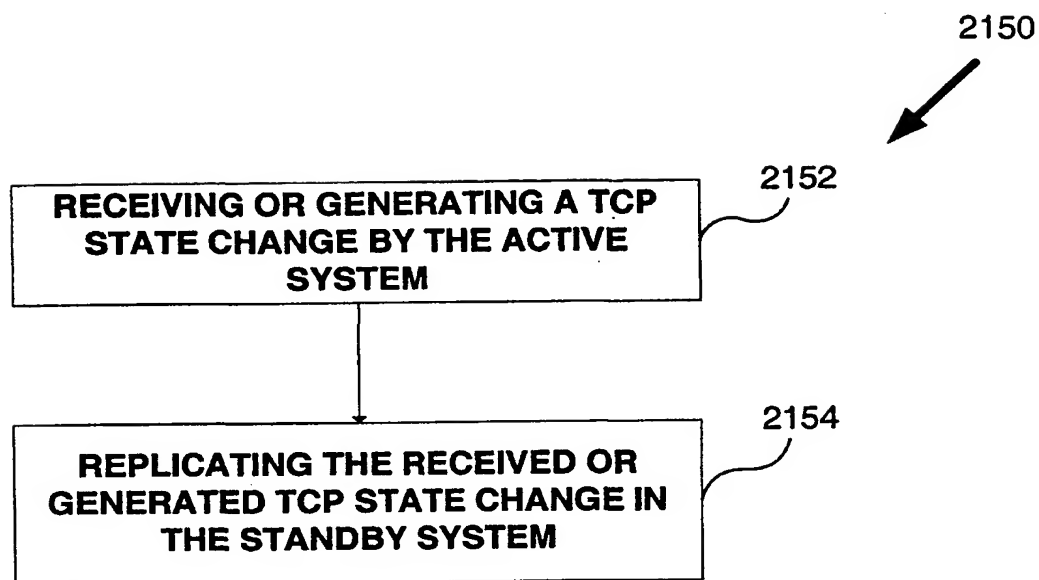 2150
2152
RECEIVING OR GENERATING A TCP
STATE CHANGE BY THE ACTIVE
SYSTEM
2154
REPLICATING THE RECEIVED OR
GENERATED TCP STATE CHANGE IN
THE STANDBY SYSTEM